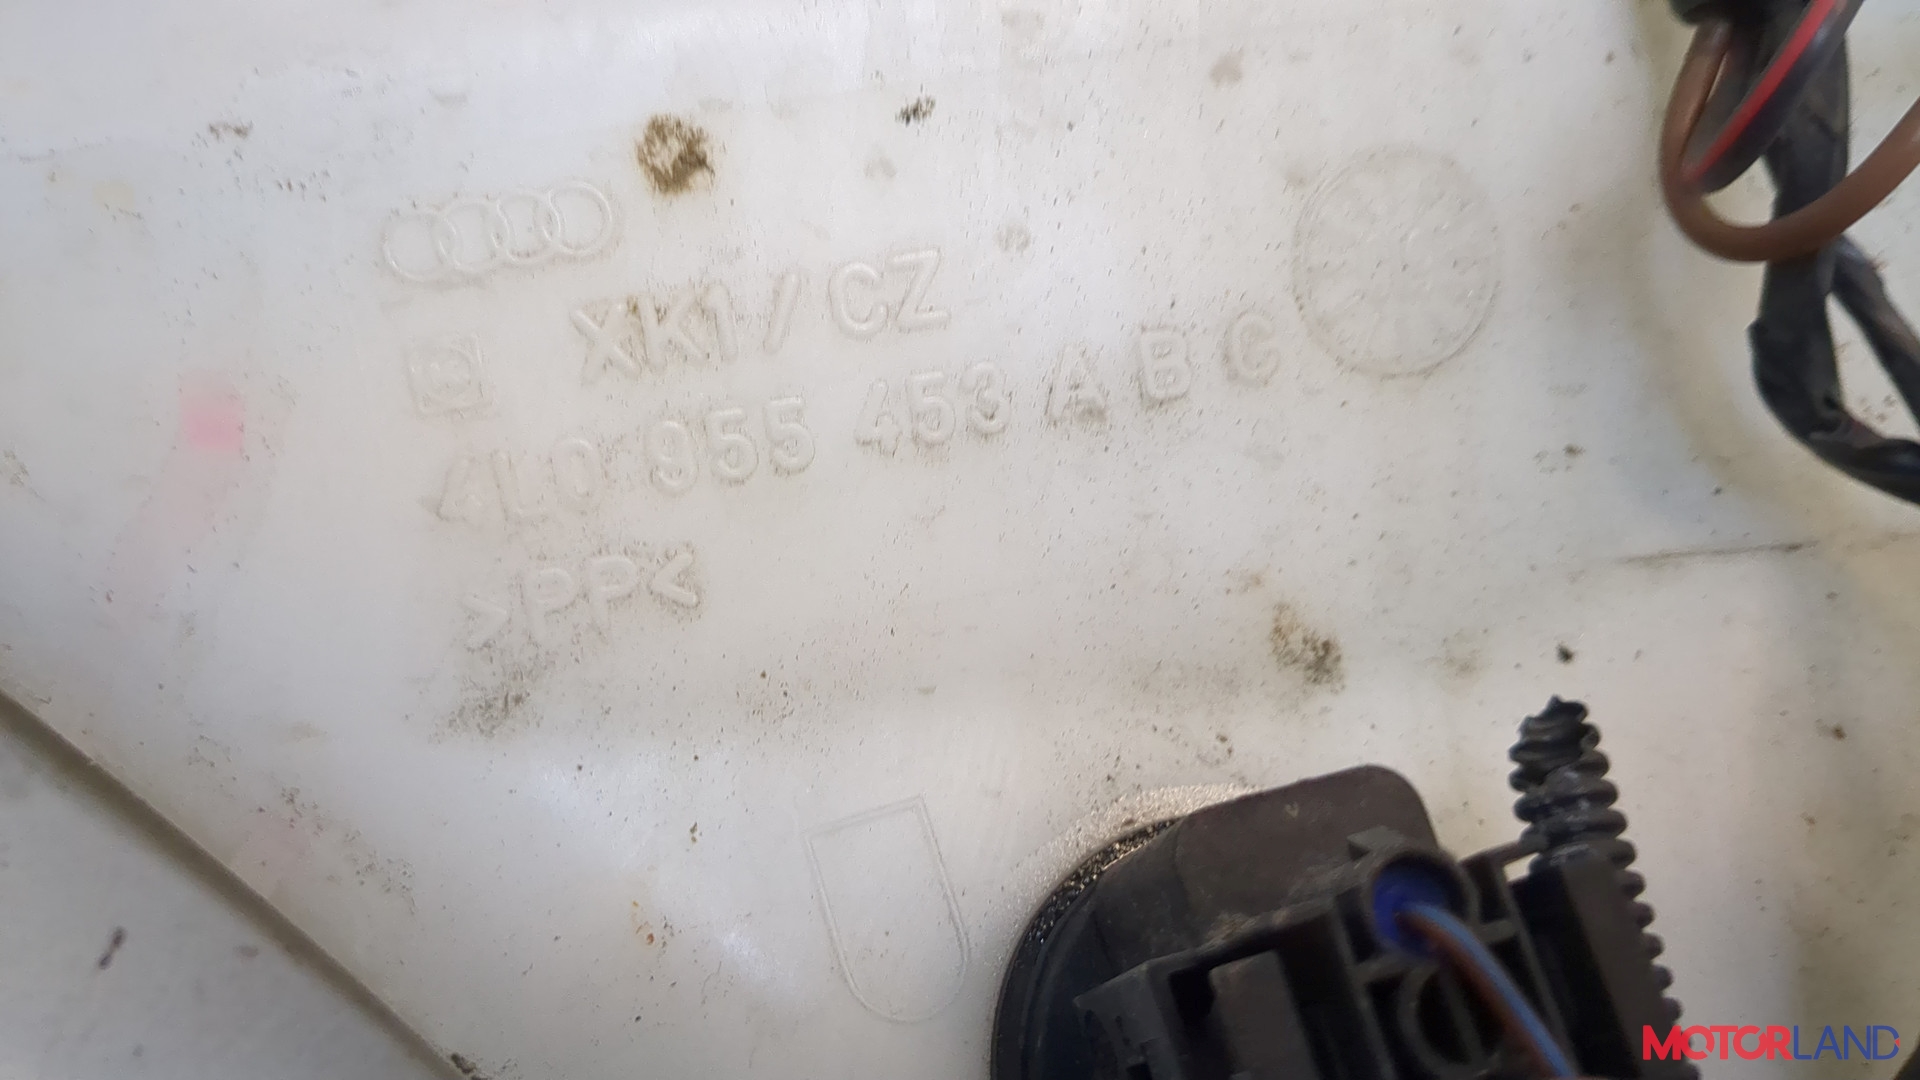 XK1/CZ
4L0 955 453 A B C
>PP<
MOTORLAND